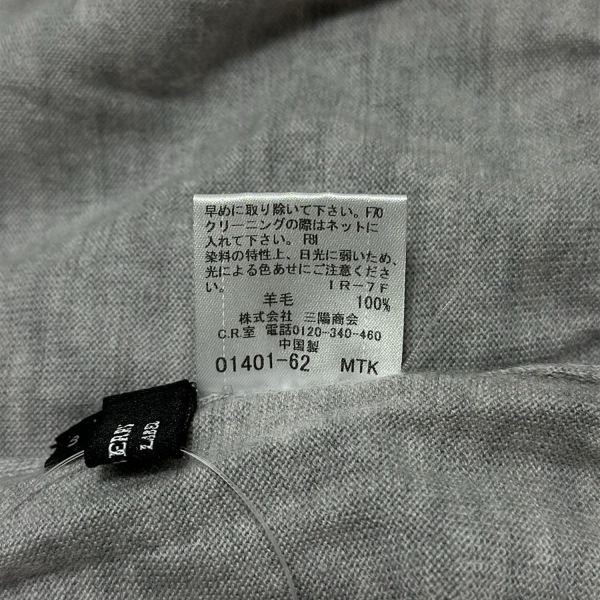 早めに取り除いて下さい。F70
クリーニングの際はネットに
入れて下さい。 F81
染料の特性上、日光に弱いため、
光による色あせにご注意くださ
い。 IR-7F
羊毛 100%
株式会社 三陽商会
C.R.室 電話0120-340-460
中国製
01401-62 MTK
LABEL